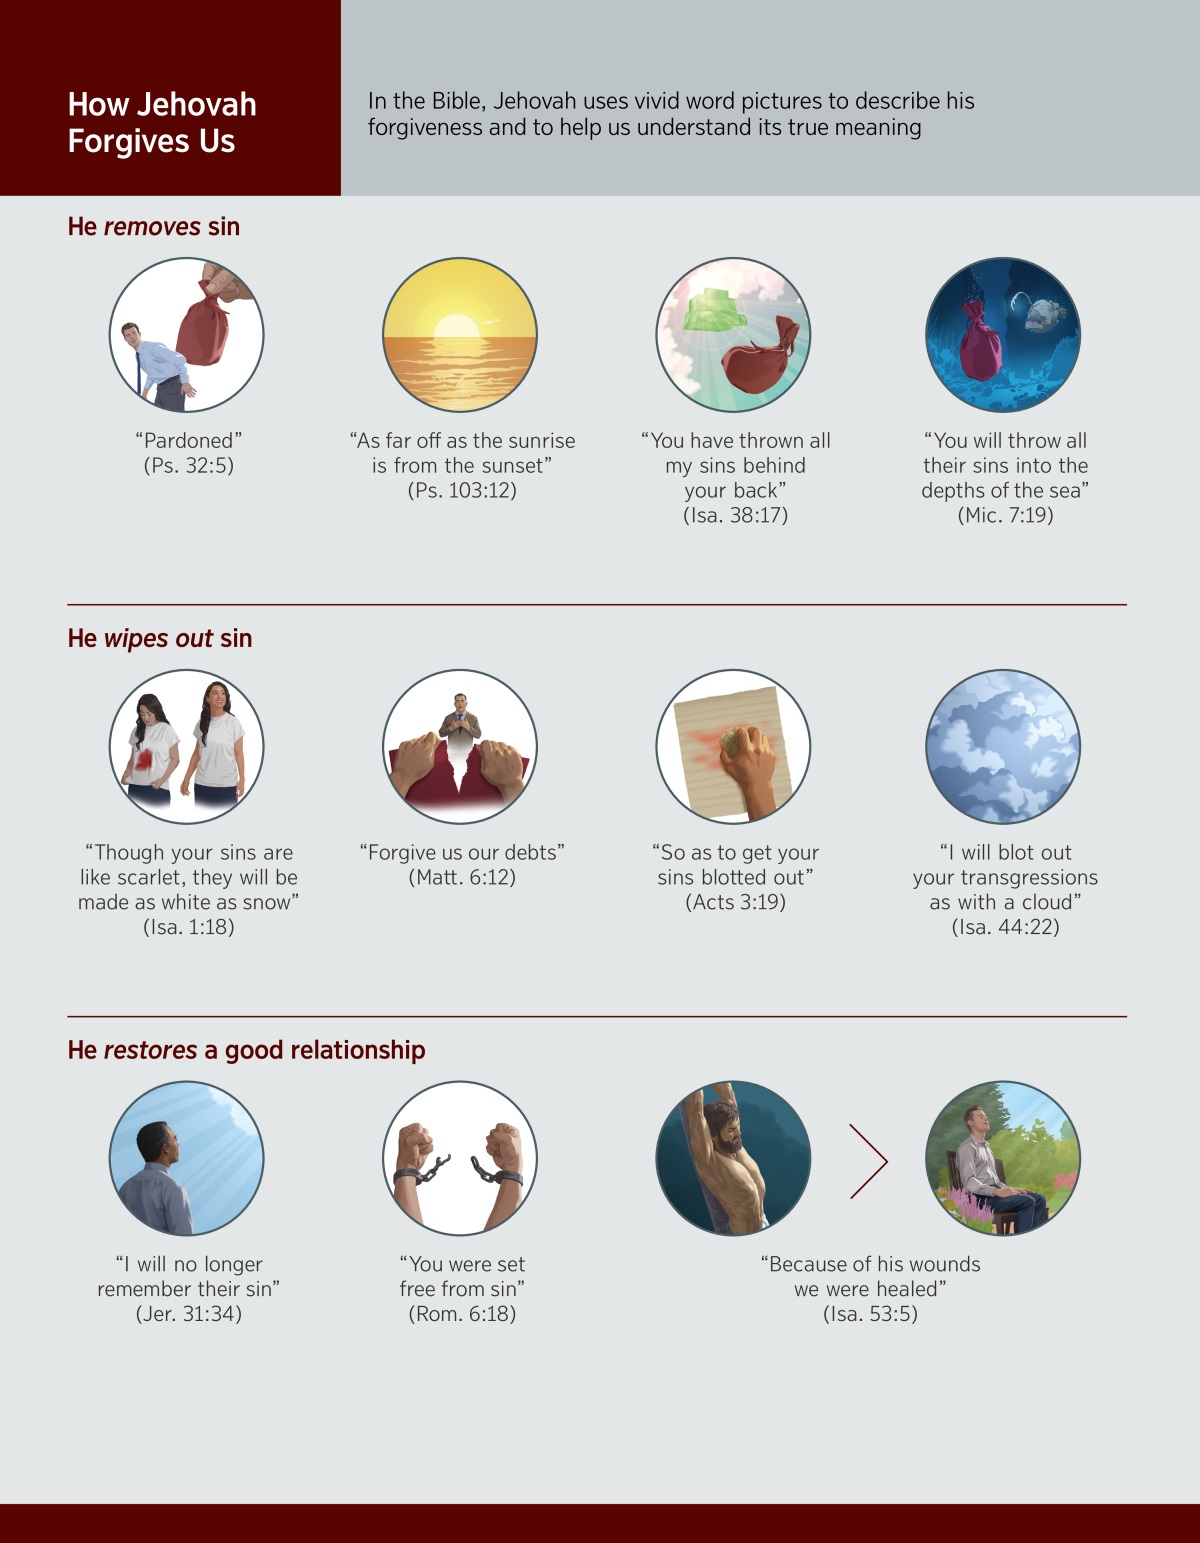 How Jehovah
Forgives Us
In the Bible, Jehovah uses vivid word pictures to describe his
forgiveness and to help us understand its true meaning
He removes sin
“Pardoned”
(Ps. 32:5)
“As far off as the sunrise
is from the sunset”
(Ps. 103:12)
“You have thrown all
my sins behind
your back”
(Isa. 38:17)
“You will throw all
their sins into the
depths of the sea”
(Mic. 7:19)
He wipes out sin
“Though your sins are
like scarlet, they will be
made as white as snow”
(Isa. 1:18)
“Forgive us our debts”
(Matt. 6:12)
“So as to get your
sins blotted out”
(Acts 3:19)
“I will blot out
your transgressions
as with a cloud”
(Isa. 44:22)
He restores a good relationship
“I will no longer
remember their sin”
(Jer. 31:34)
“You were set
free from sin”
(Rom. 6:18)
“Because of his wounds
we were healed”
(Isa. 53:5)